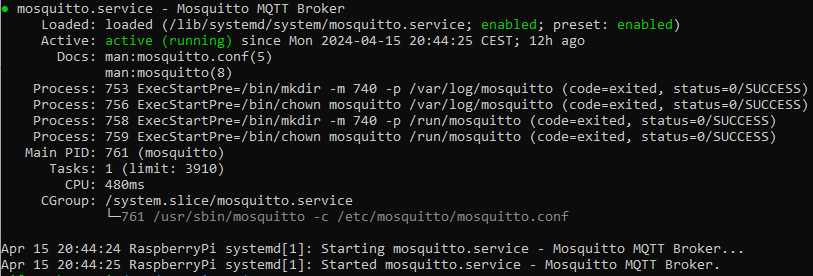 ● mosquitto.service - Mosquitto MQTT Broker
Loaded: loaded (/lib/systemd/system/mosquitto.service; enabled; preset: enabled)
Active: active (running) since Mon 2024-04-15 20:44:25 CEST; 12h ago
Docs: man:mosquitto.conf(5)
man:mosquitto(8)
Process: 753 ExecStartPre=/bin/mkdir -m 740 -p /var/log/mosquitto (code=exited, status=0/SUCCESS)
Process: 756 ExecStartPre=/bin/chown mosquitto /var/log/mosquitto (code=exited, status=0/SUCCESS)
Process: 758 ExecStartPre=/bin/mkdir -m 740 -p /run/mosquitto (code=exited, status=0/SUCCESS)
Process: 759 ExecStartPre=/bin/chown mosquitto /run/mosquitto (code=exited, status=0/SUCCESS)
Main PID: 761 (mosquitto)
Tasks: 1 (limit: 3910)
CPU: 480ms
CGroup: /system.slice/mosquitto.service
└─761 /usr/sbin/mosquitto -c /etc/mosquitto/mosquitto.conf
Apr 15 20:44:24 RaspberryPi systemd[1]: Starting mosquitto.service - Mosquitto MQTT Broker...
Apr 15 20:44:25 RaspberryPi systemd[1]: Started mosquitto.service - Mosquitto MQTT Broker.